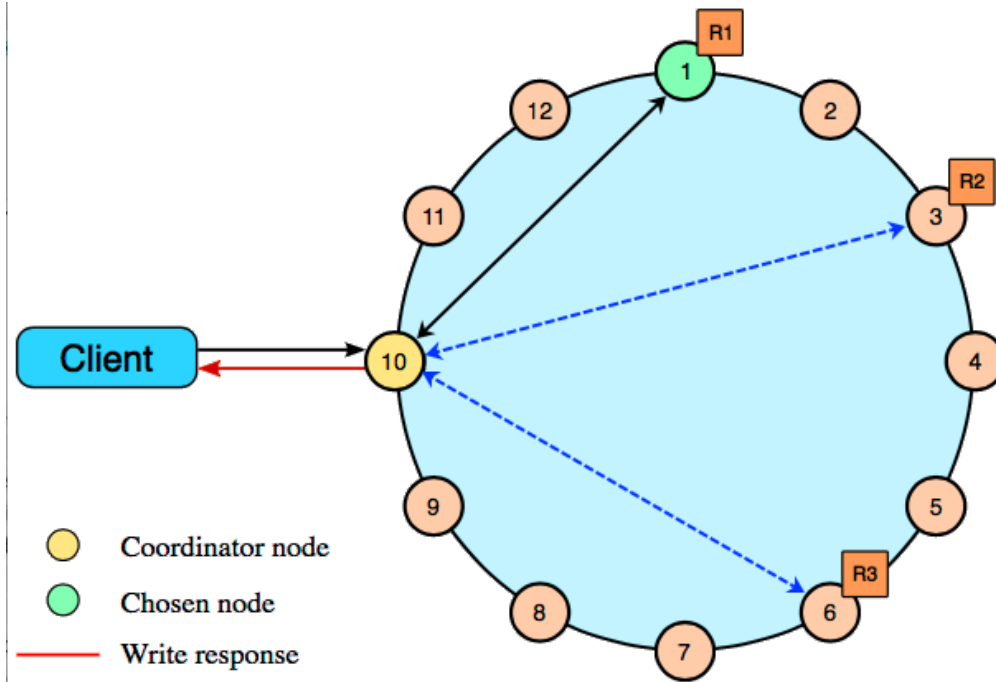 R1
1
12
2
R2
11
3
Client
10
4
9
5
Coordinator node
R3
Chosen node
8
6
7
Write response